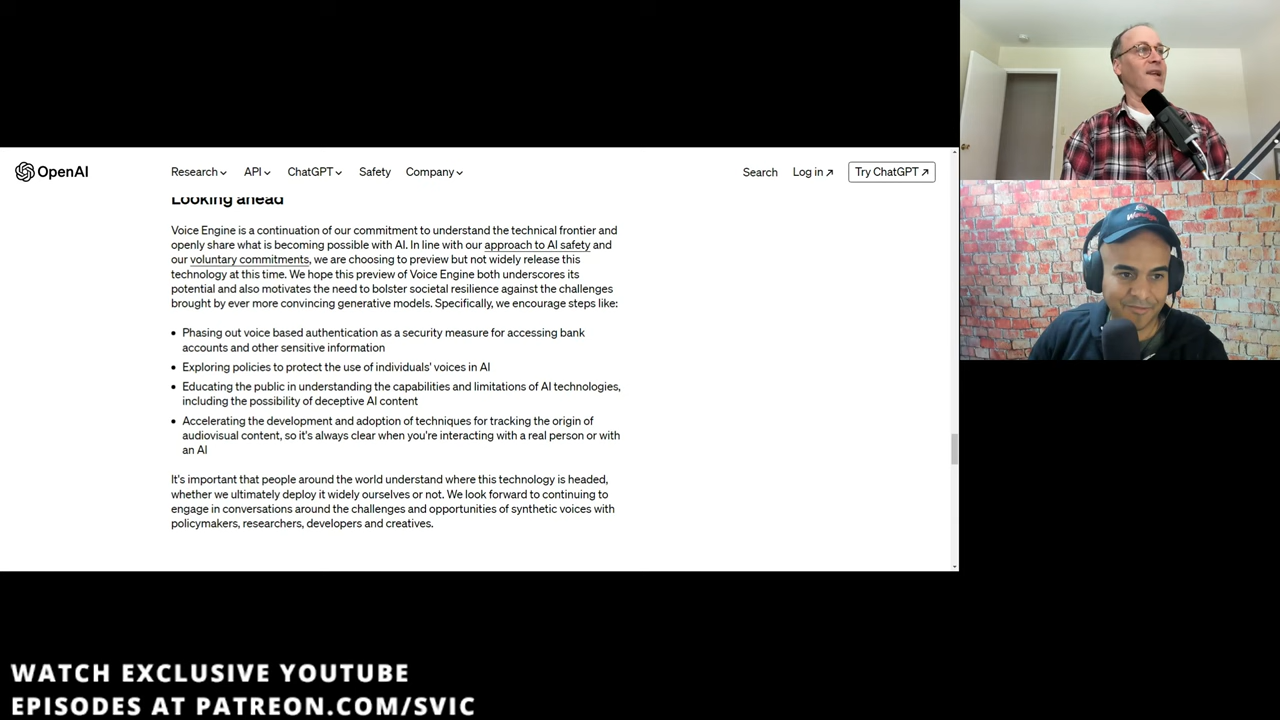 OpenAI
Research
API
ChatGPT
Safety
Company
Search
Log in ↗
Try ChatGPT ↗
Looking ahead
Voice Engine is a continuation of our commitment to understand the technical frontier and
openly share what is becoming possible with AI. In line with our approach to AI safety and
our voluntary commitments, we are choosing to preview but not widely release this
technology at this time. We hope this preview of Voice Engine both underscores its
potential and also motivates the need to bolster societal resilience against the challenges
brought by ever more convincing generative models. Specifically, we encourage steps like:
• Phasing out voice based authentication as a security measure for accessing bank
accounts and other sensitive information
• Exploring policies to protect the use of individuals' voices in AI
• Educating the public in understanding the capabilities and limitations of AI technologies,
including the possibility of deceptive AI content
• Accelerating the development and adoption of techniques for tracking the origin of
audiovisual content, so it's always clear when you're interacting with a real person or with
an AI
It's important that people around the world understand where this technology is headed,
whether we ultimately deploy it widely ourselves or not. We look forward to continuing to
engage in conversations around the challenges and opportunities of synthetic voices with
policymakers, researchers, developers and creatives.
WATCH EXCLUSIVE YOUTUBE
EPISODES AT PATREON.COM/SVIC